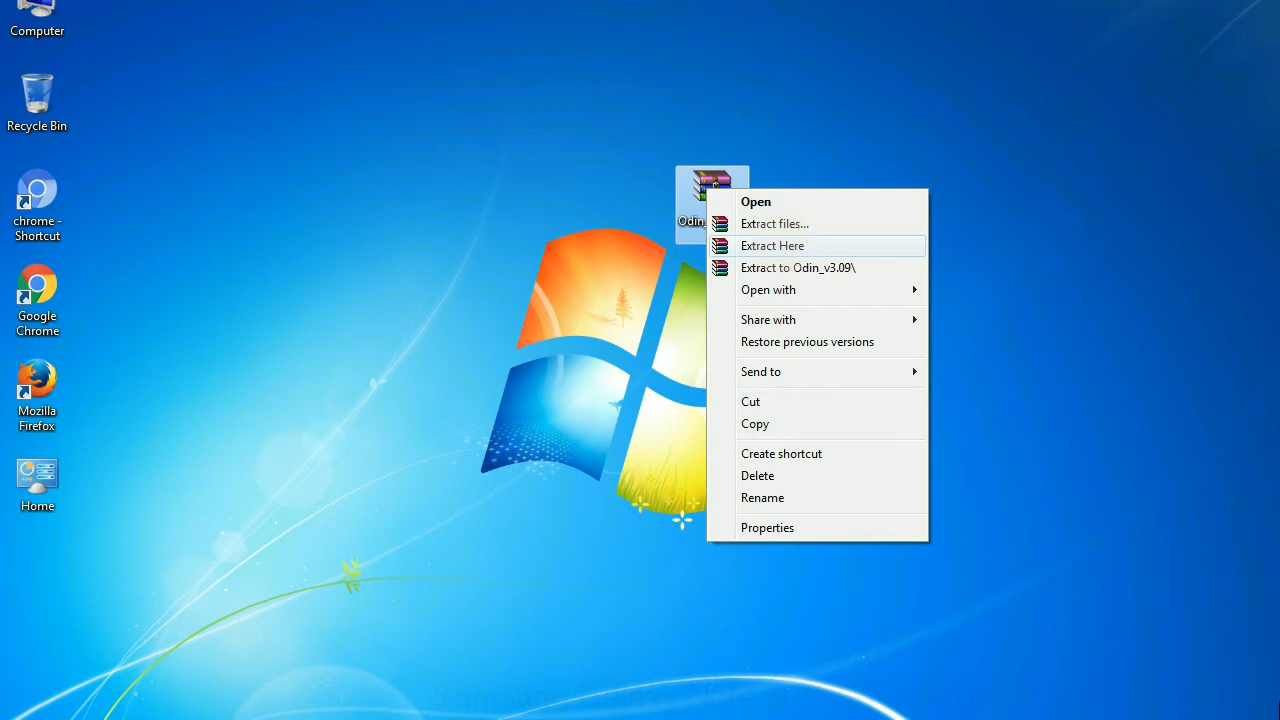 Computer
Recycle Bin
chrome -
Shortcut
Google
Chrome
Mozilla
Firefox
Home
Odin_
Open
Extract files...
Extract Here
Extract to Odin_v3.09\
Open with
Share with
Restore previous versions
Send to
Cut
Copy
Create shortcut
Delete
Rename
Properties